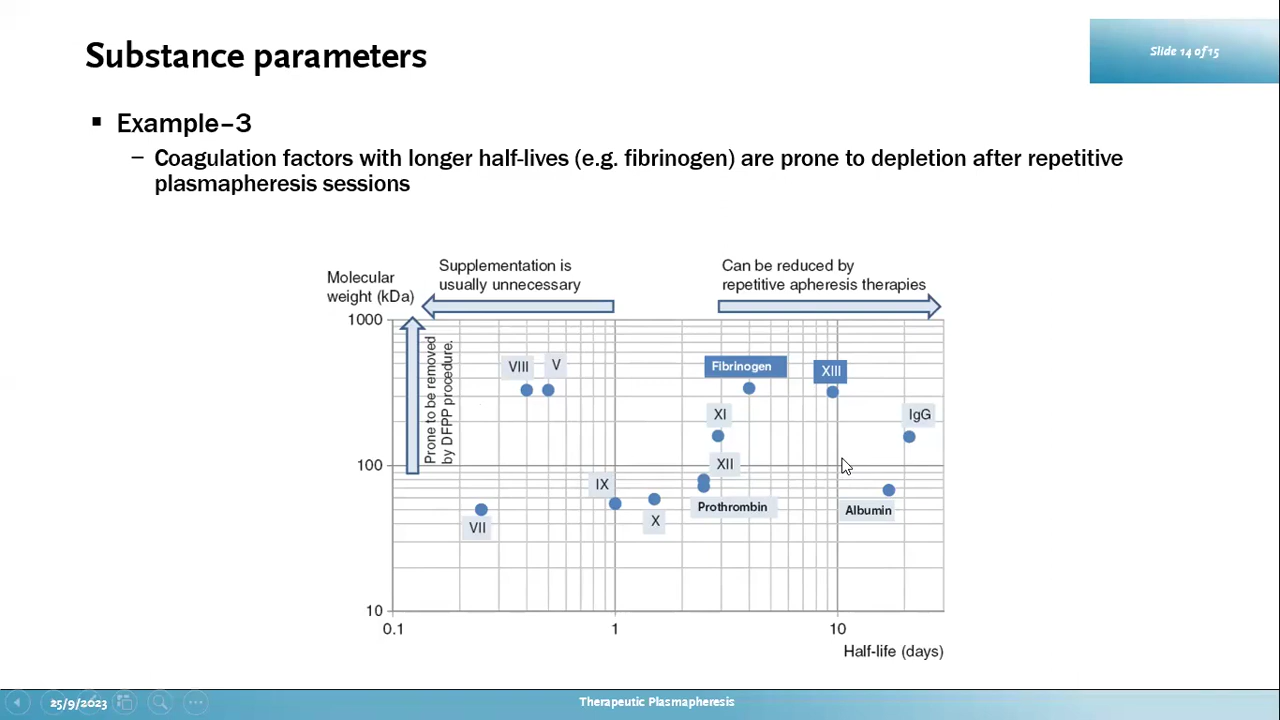 Substance parameters
Slide 14 of 15
▪ Example–3
– Coagulation factors with longer half-lives (e.g. fibrinogen) are prone to depletion after repetitive
plasmapheresis sessions
Molecular
weight (kDa)
Supplementation is
usually unnecessary
Can be reduced by
repetitive apheresis therapies
1000
100
10
Prone to be removed
by DFPP procedure.
VIII
V
Fibrinogen
XIII
XI
IgG
XII
IX
Prothrombin
Albumin
X
VII
0.1
1
10
Half-life (days)
25/9/2023
Therapeutic Plasmapheresis